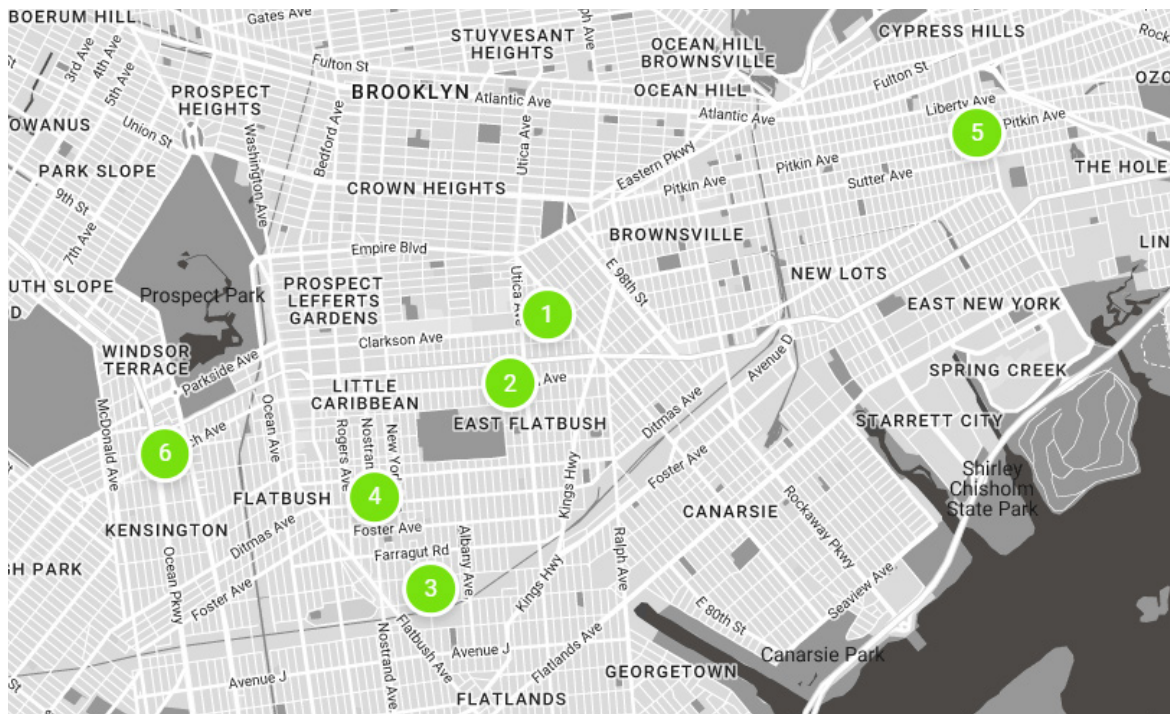 BOERUM HILL
Gates Ave
STUYVESANT
HEIGHTS
OCEAN HILL
BROWNSVILLE
CYPRESS HILLS
3rd Ave
4th Ave
5th Ave
Fulton St
Fulton St
PROSPECT
HEIGHTS
BROOKLYN
Atlantic Ave
OCEAN HILL
Atlantic Ave
Liberty Ave
Pitkin Ave
5
OWANUS
Union St
Washington Ave
Bedford Ave
Utica Ave
Eastern Pkwy
Pitkin Ave
Pitkin Ave
Sutter Ave
THE HOLE
PARK SLOPE
9th St
7th Ave
CROWN HEIGHTS
BROWNSVILLE
Empire Blvd
E 98th St
NEW LOTS
UTH SLOPE
Prospect Park
PROSPECT
LEFFERTS
GARDENS
1
EAST NEW YORK
Clarkson Ave
WINDSOR
TERRACE
Parkside Ave
Avenue D
SPRING CREEK
LITTLE
CARIBBEAN
2
Ave
EAST FLATBUSH
Ditmas Ave
STARRETT CITY
McDonald Ave
Ocean Ave
6
Rogers Ave
Kings Hwy
Foster Ave
Shirley
Chisholm
State Park
FLATBUSH
4
CANARSIE
Rockaway Pkwy
KENSINGTON
Ditmas Ave
Foster Ave
Farragut Rd
Albany Ave
Ralph Ave
Ocean Pkwy
Foster Ave
3
Kings Hwy
E 80th St
Seaview Ave
Nostrand Ave
Flatbush Ave
Avenue J
Flatlands Ave
Canarsie Park
Avenue J
GEORGETOWN
FLATLANDS